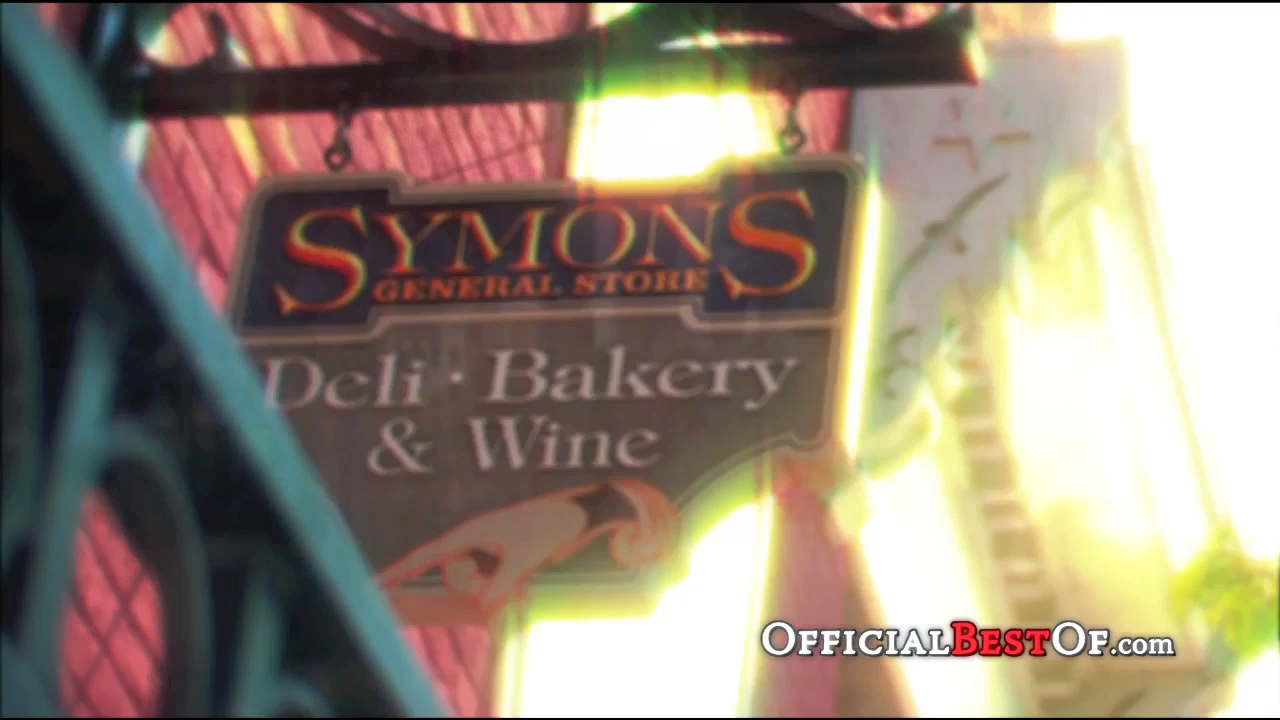 SYMONS
GENERAL STORE
Deli · Bakery
& Wine
OFFICIALBESTOF.com